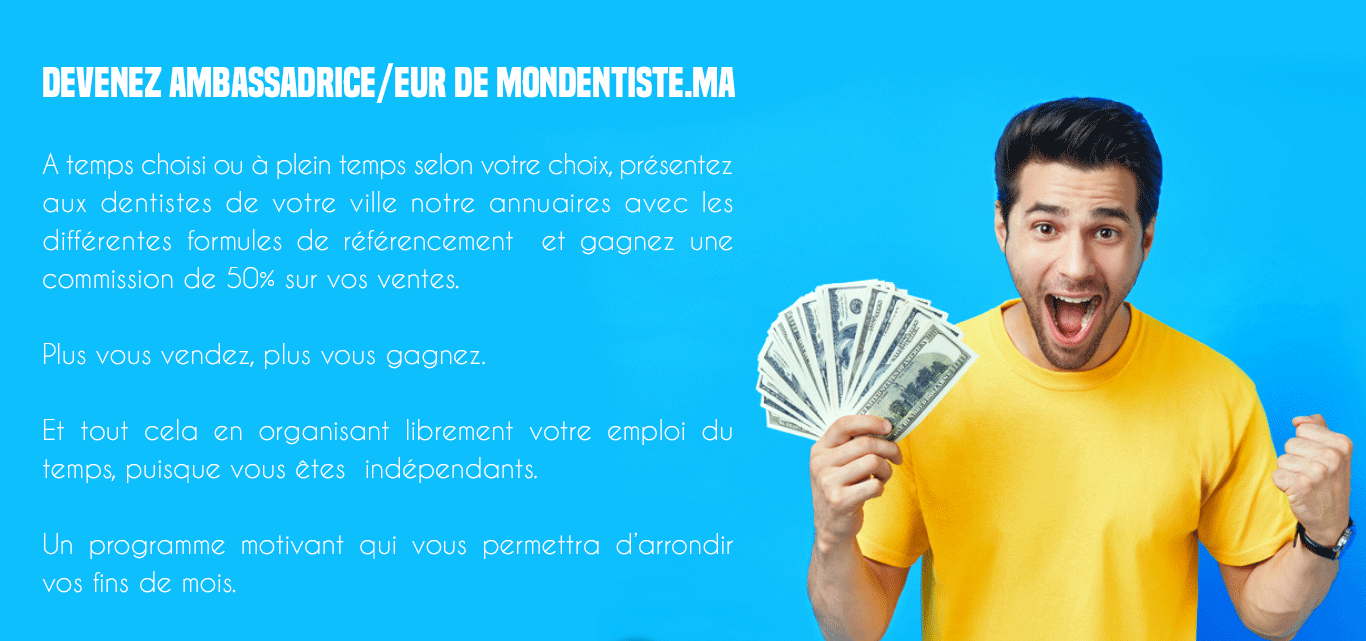 DEVENEZ AMBASSADRICE/EUR DE MONDENTISTE.MA
A temps choisi ou à plein temps selon votre choix, présentez
aux dentistes de votre ville notre annuaires avec les
différentes formules de référencement et gagnez une
commission de 50% sur vos ventes.
Plus vous vendez, plus vous gagnez.
Et tout cela en organisant librement votre emploi du
temps, puisque vous êtes indépendants.
Un programme motivant qui vous permettra d'arrondir
vos fins de mois.